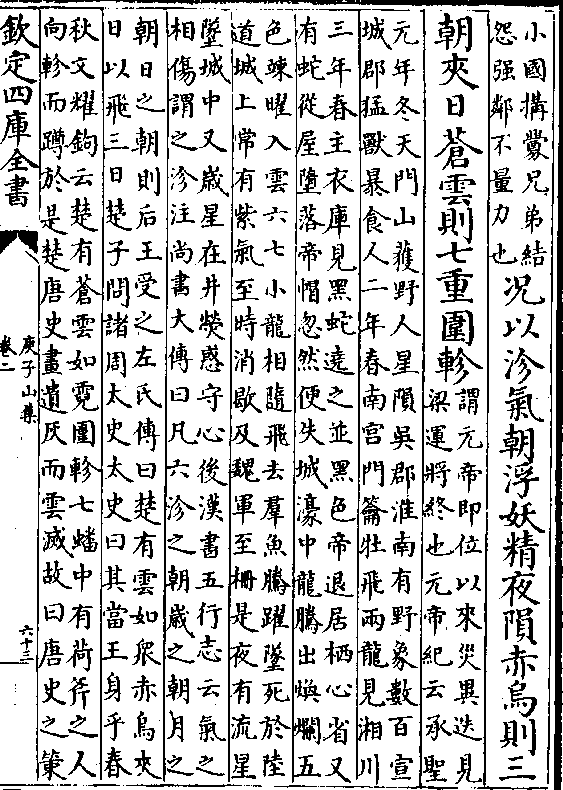 小國搆釁兄弟結
怨强鄰不量力也
况以沴氣朝浮妖精夜隕赤烏則三
朝夾日蒼雲則七重圍軫
謂元帝即位以來災異迭見
梁運將終也元帝紀云承聖
元年冬天門山獲野人星隕吳郡淮南有野象數百宣
城郡猛獸暴食人二年春南宫門籥牡飛兩龍見湘川
三年春主衣庫見黑蛇遶之並黑色帝退居栖心省又
有蛇從屋墮落帝帽忽然便失城濠中龍騰出煥爛五
色竦曜入雲六七小龍相隨飛去羣魚騰躍墜死於陸
道城上常有紫氣至時消歇及魏軍至柵是夜有流星
墜城中又歲星在井熒惑守心後漢書五行志云氣之
相傷謂之沴注尚書大傳曰凡六沴之朝歲之朝月之
朝日之朝則后王受之左氏傳曰楚有雲如衆赤烏夾
日以飛三日楚子問諸周太史太史曰其當王身乎春
秋文耀鉤云楚有蒼雲如霓圍軫七蟠中有荷斧之人
向軫而蹲於是楚唐史畫遺灰而雲滅故曰唐史之策
欽定四庫全書
庾子山集
卷二
六十三